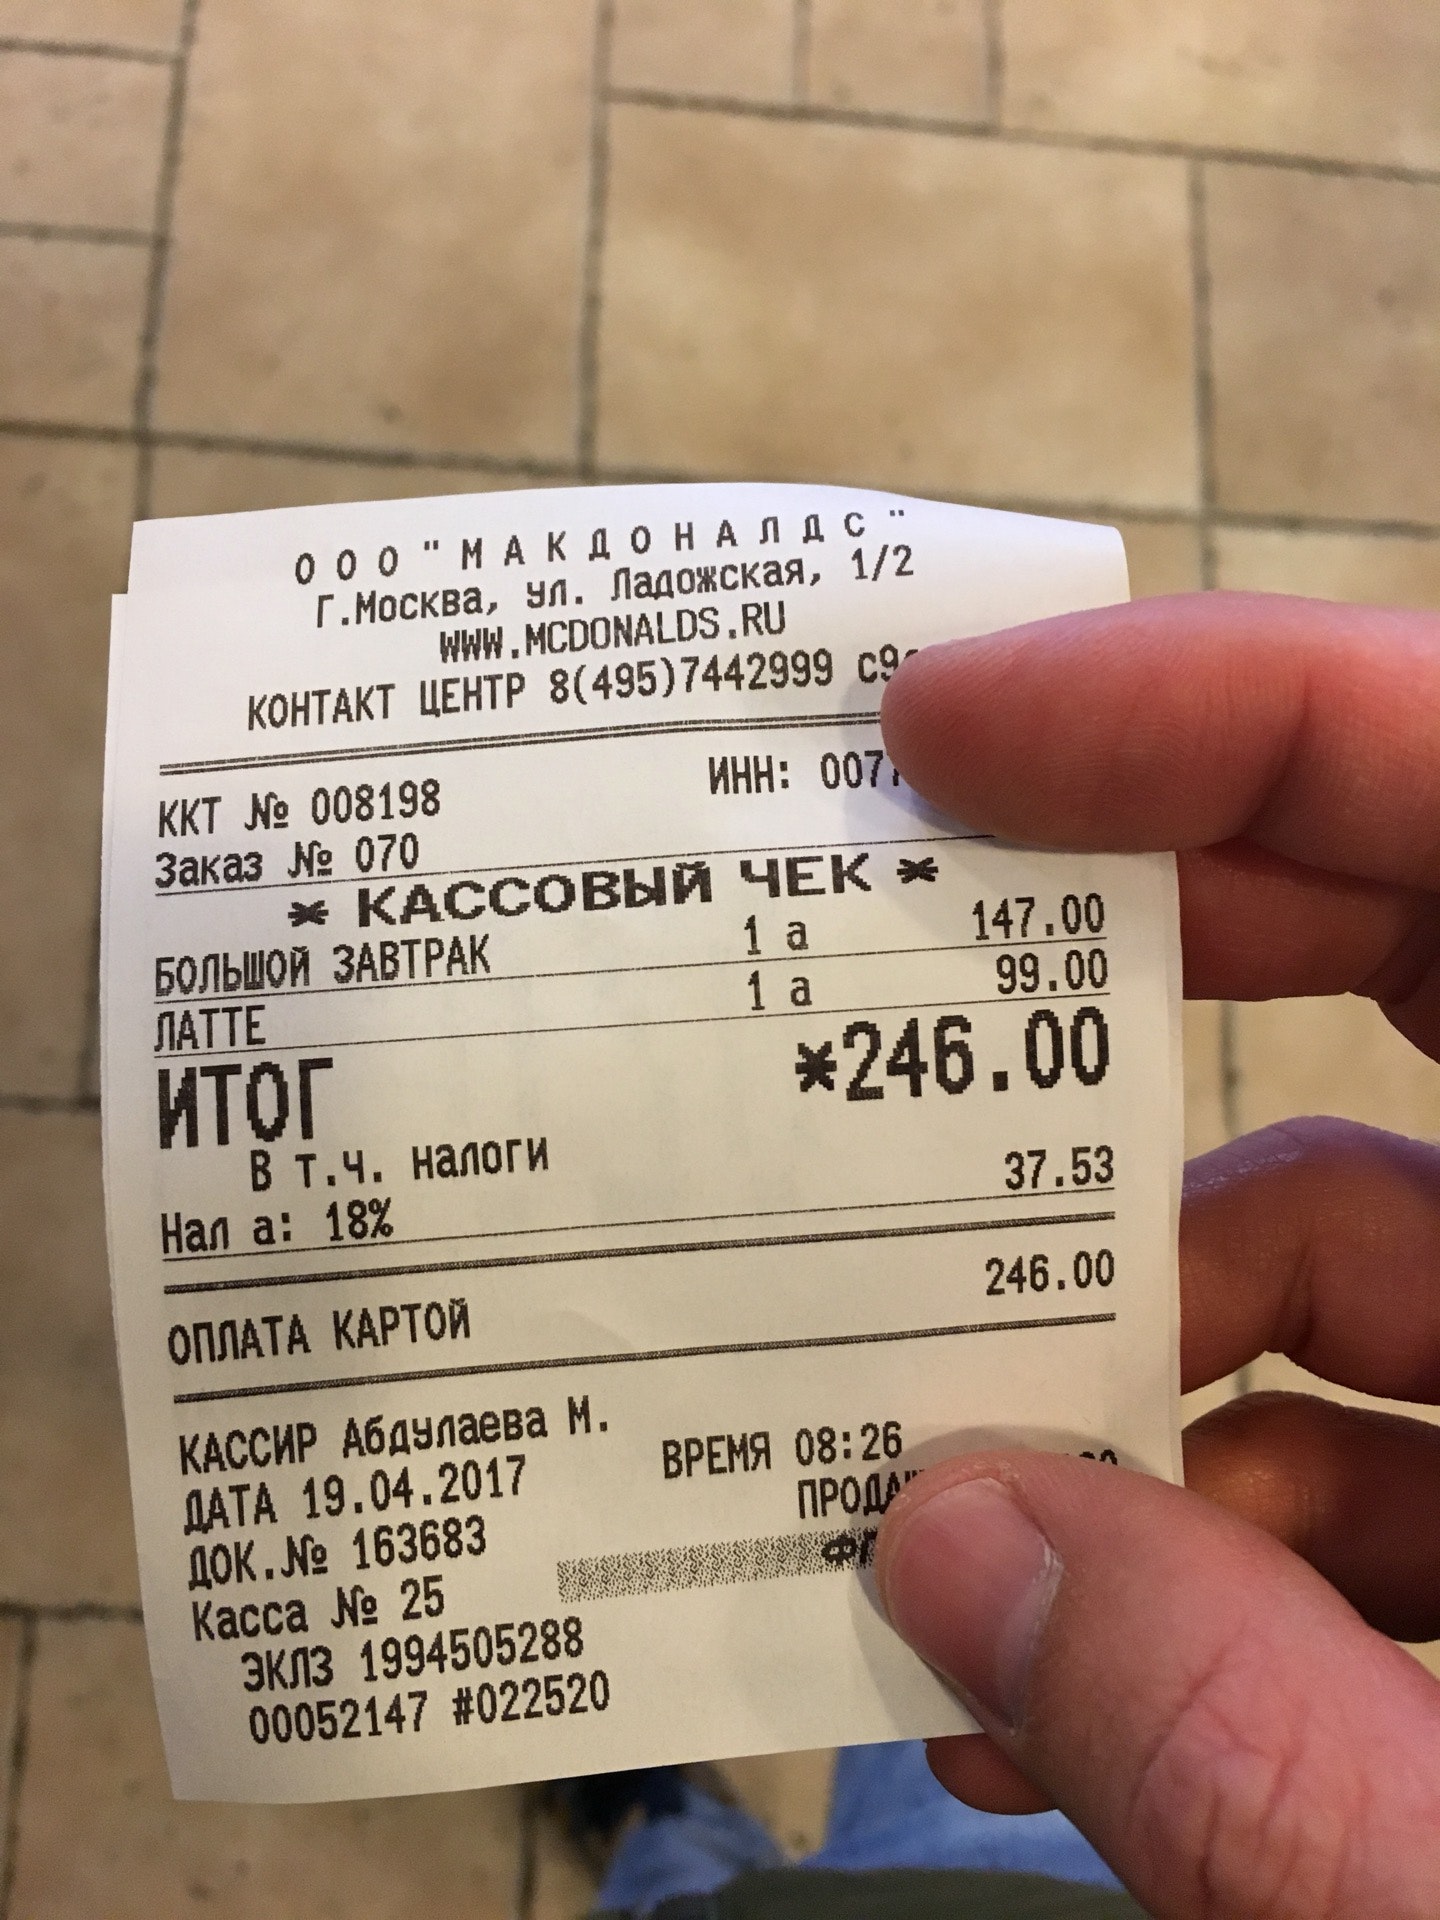 ООО "МАКДОНАЛДС"
Г.Москва, ул. Ладожская, 1/2
WWW.MCDONALDS.RU
КОНТАКТ ЦЕНТР 8(495)7442999
ККТ № 008198 ИНН:
Заказ № 070
* КАССОВЫЙ ЧЕК *
БОЛЬШОЙ ЗАВТРАК 1 а 147.00
ЛАТТЕ 1 а 99.00
ИТОГ *246.00
В т.ч. налоги
Нал а: 18% 37.53
ОПЛАТА КАРТОЙ 246.00
КАССИР Абдулаева М.
ДАТА 19.04.2017 ВРЕМЯ 08:26
ДОК.№ 163683
Касса № 25
ЭКЛЗ 1994505288
00052147 #022520